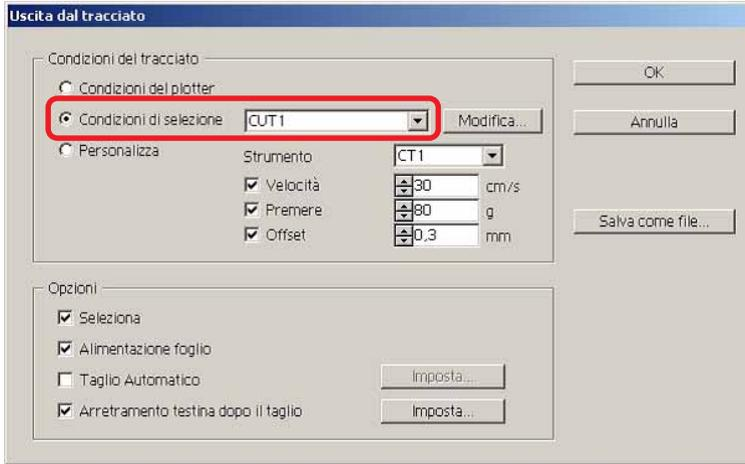 Uscita dal tracciato
Condizioni del tracciato
Condizioni del plotter
Condizioni di selezione CUT1 Modifica...
Personalizza
Strumento CT1
Velocità 30 cm/s
Premere 80 g
Offset 0,3 mm
OK
Annulla
Salva come file...
Opzioni
Seleziona
Alimentazione foglio
Taglio Automatico Imposta...
Arretramento testina dopo il taglio Imposta...